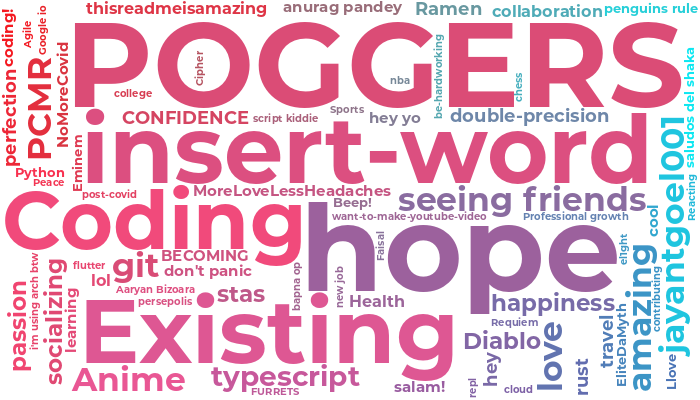 thisreadmeisamazing
anurag pandey
Ramen
collaboration
penguins rule
perfection
coding!
Agile
Google io
PCMR
NoMoreCovid
POGGERS
Cipher
nba
college
chess
be-hardworking
saludds del shaka
CONFIDENCE
script kiddie
Sports
hey yo
double-precision
Eminem
insert-word
jayantgoel001
Python
Peace
post-covid
MoreLoveLessHeadaches
Beep!
seeing friends
want-to-make-youtube-video
Professional growth
Reacting
cool
Coding
hope
Faisal
elight
passion
i'm using arch btw
socializing
learning
flutter
lol
git
BECOMING
don't panic
Aaryan Bizoara
persepolis
stas
bapna op
new job
Health
happiness
Requiem
Existing
Diablo
love
travel
EliteDaMyth
amazing
contributing
Llove
Anime
typescript
FURRETS
salam!
repl
hey
cloud
rust